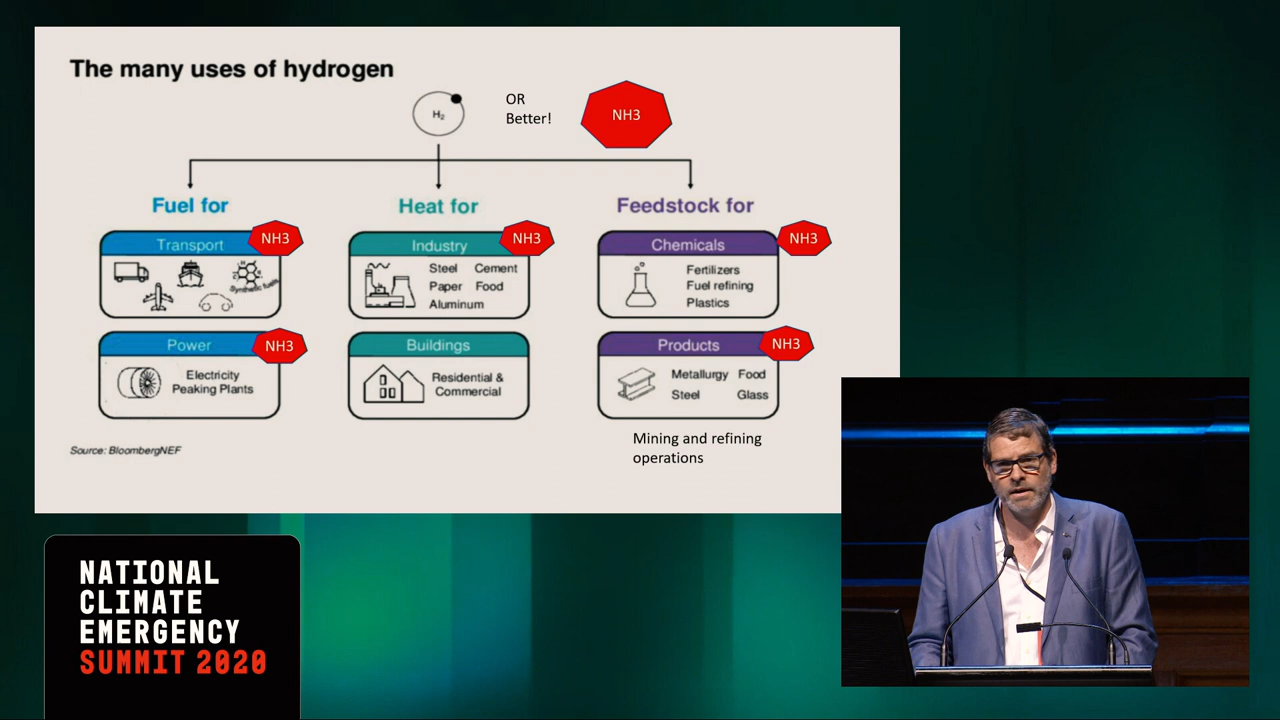 The many uses of hydrogen
H₂
OR
Better!
NH3
Fuel for
Heat for
Feedstock for
Transport
NH3
Synthetic fuels
Industry
NH3
Steel Cement
Paper Food
Aluminum
Chemicals
NH3
Fertilizers
Fuel refining
Plastics
Power
NH3
Electricity
Peaking Plants
Buildings
Residential &
Commercial
Products
NH3
Metallurgy Food
Steel Glass
Source: BloombergNEF
Mining and refining
operations
NATIONAL
CLIMATE
EMERGENCY
SUMMIT 2020